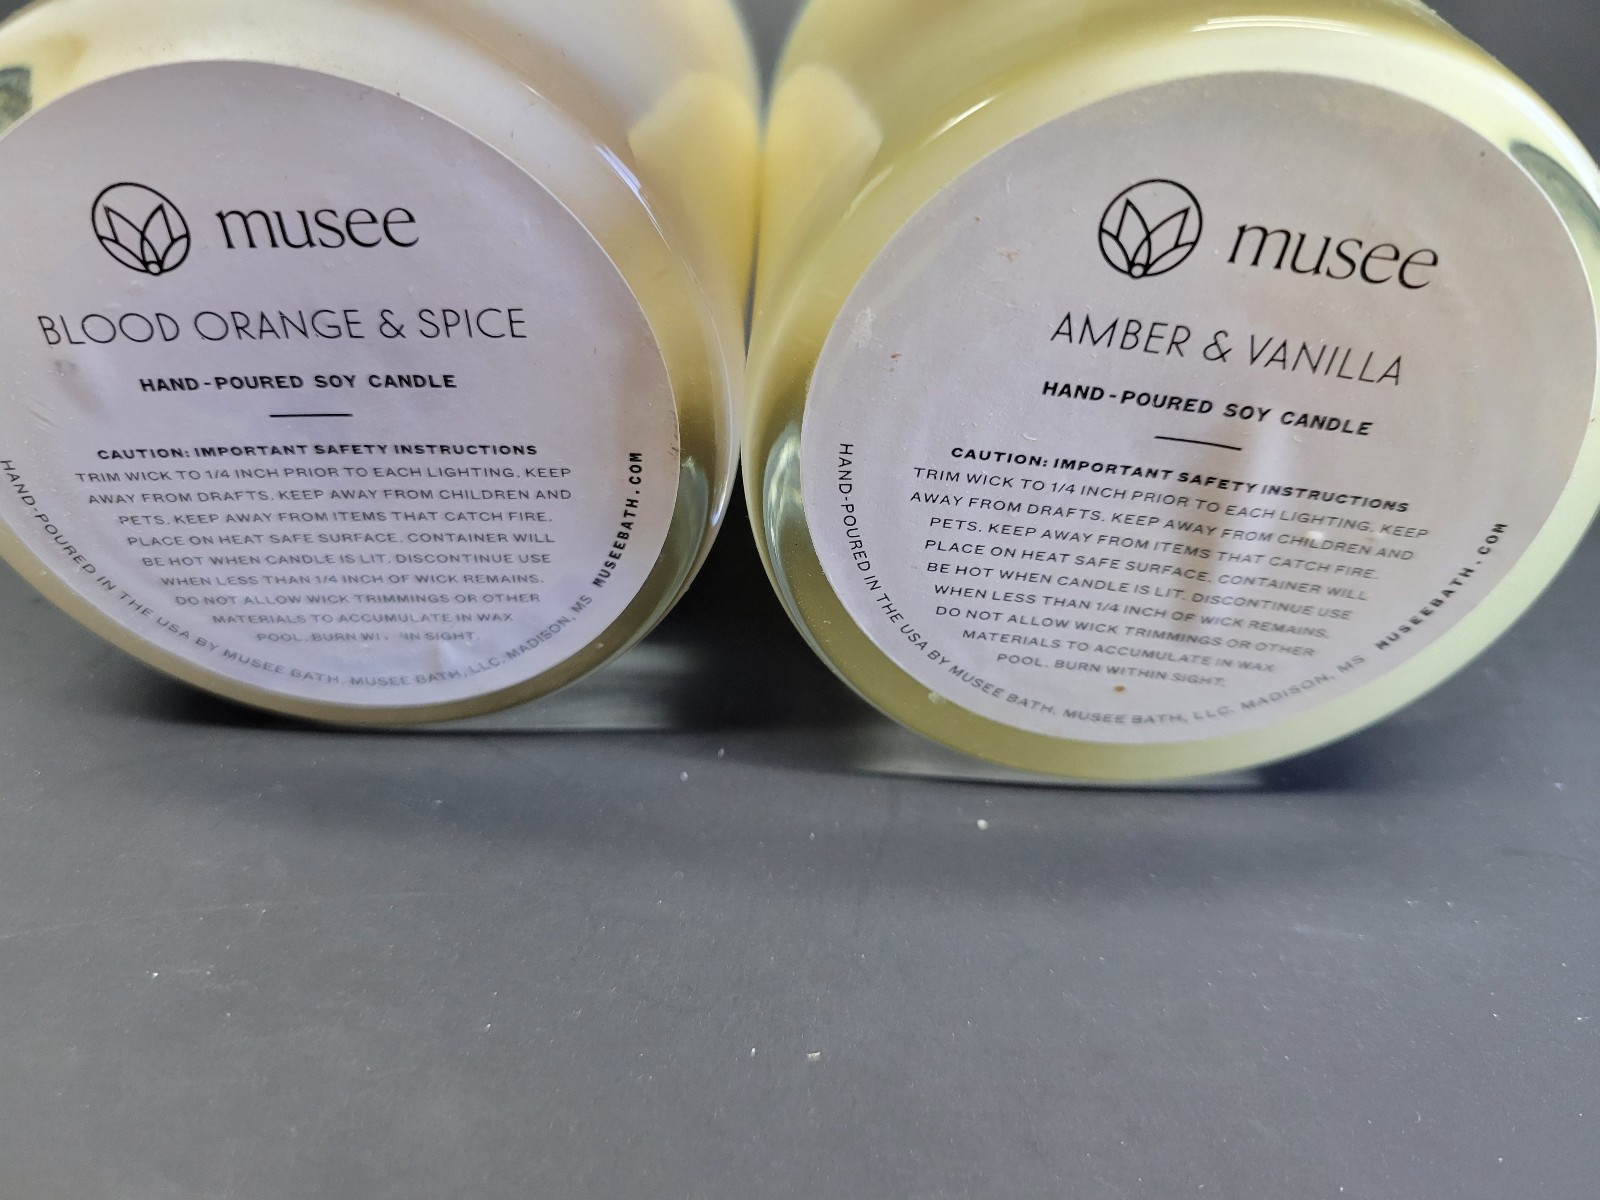 musee
BLOOD ORANGE & SPICE
HAND-POURED SOY CANDLE
CAUTION: IMPORTANT SAFETY INSTRUCTIONS
TRIM WICK TO 1/4 INCH PRIOR TO EACH LIGHTING. KEEP
AWAY FROM DRAFTS. KEEP AWAY FROM CHILDREN AND
PETS. KEEP AWAY FROM ITEMS THAT CATCH FIRE.
PLACE ON HEAT SAFE SURFACE. CONTAINER WILL
BE HOT WHEN CANDLE IS LIT. DISCONTINUE USE
WHEN LESS THAN 1/4 INCH OF WICK REMAINS.
DO NOT ALLOW WICK TRIMMINGS OR OTHER
MATERIALS TO ACCUMULATE IN WAX
POOL. BURN IN SIGHT.
HAND-POURED IN THE USA BY MUSEE BATH. MUSEE BATH, LLC. MADISON, MS MUSEEBATH.COM
musee
AMBER & VANILLA
HAND-POURED SOY CANDLE
CAUTION: IMPORTANT SAFETY INSTRUCTIONS
TRIM WICK TO 1/4 INCH PRIOR TO EACH LIGHTING. KEEP
AWAY FROM DRAFTS. KEEP AWAY FROM CHILDREN AND
PETS. KEEP AWAY FROM ITEMS THAT CATCH FIRE.
PLACE ON HEAT SAFE SURFACE. CONTAINER WILL
BE HOT WHEN CANDLE IS LIT. DISCONTINUE USE
WHEN LESS THAN 1/4 INCH OF WICK REMAINS.
DO NOT ALLOW WICK TRIMMINGS OR OTHER
MATERIALS TO ACCUMULATE IN WAX
POOL. BURN WITHIN SIGHT.
HAND-POURED IN THE USA BY MUSEE BATH. MUSEE BATH, LLC. MADISON, MS MUSEEBATH.COM